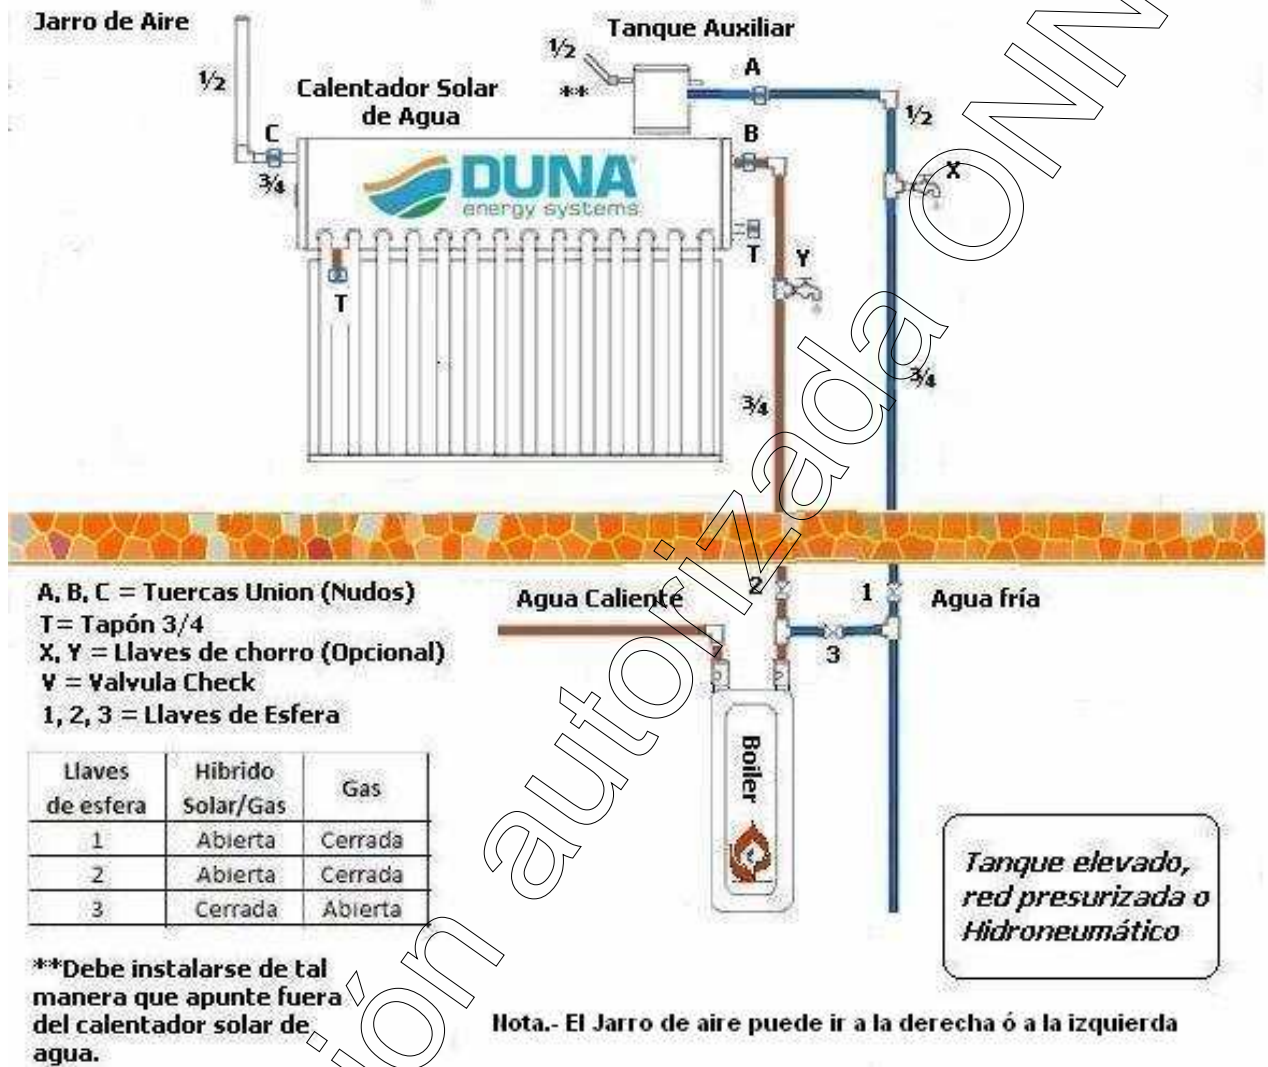 Jarro de Aire
Tanque Auxiliar
1/2
1/2
**
A
Calentador Solar
de Agua
1/2
C
B
3/4
DUNA
energy systems
X
T
Y
T
3/4
3/4
A, B, C = Tuercas Union (Nudos)
T= Tapón 3/4
X, Y = Llaves de chorro (Opcional)
V = Valvula Check
1, 2, 3 = Llaves de Esfera
Agua Caliente
2
1
Agua fría
3
Boiler
Llaves de esfera
Hibrido Solar/Gas
Gas
1 Abierta Cerrada
2 Abierta Cerrada
3 Cerrada Abierta
Tanque elevado,
red presurizada o
Hidroneumático
**Debe instalarse de tal
manera que apunte fuera
del calentador solar de
agua.
Nota.- El Jarro de aire puede ir a la derecha ó a la izquierda
ión autorizada ONN